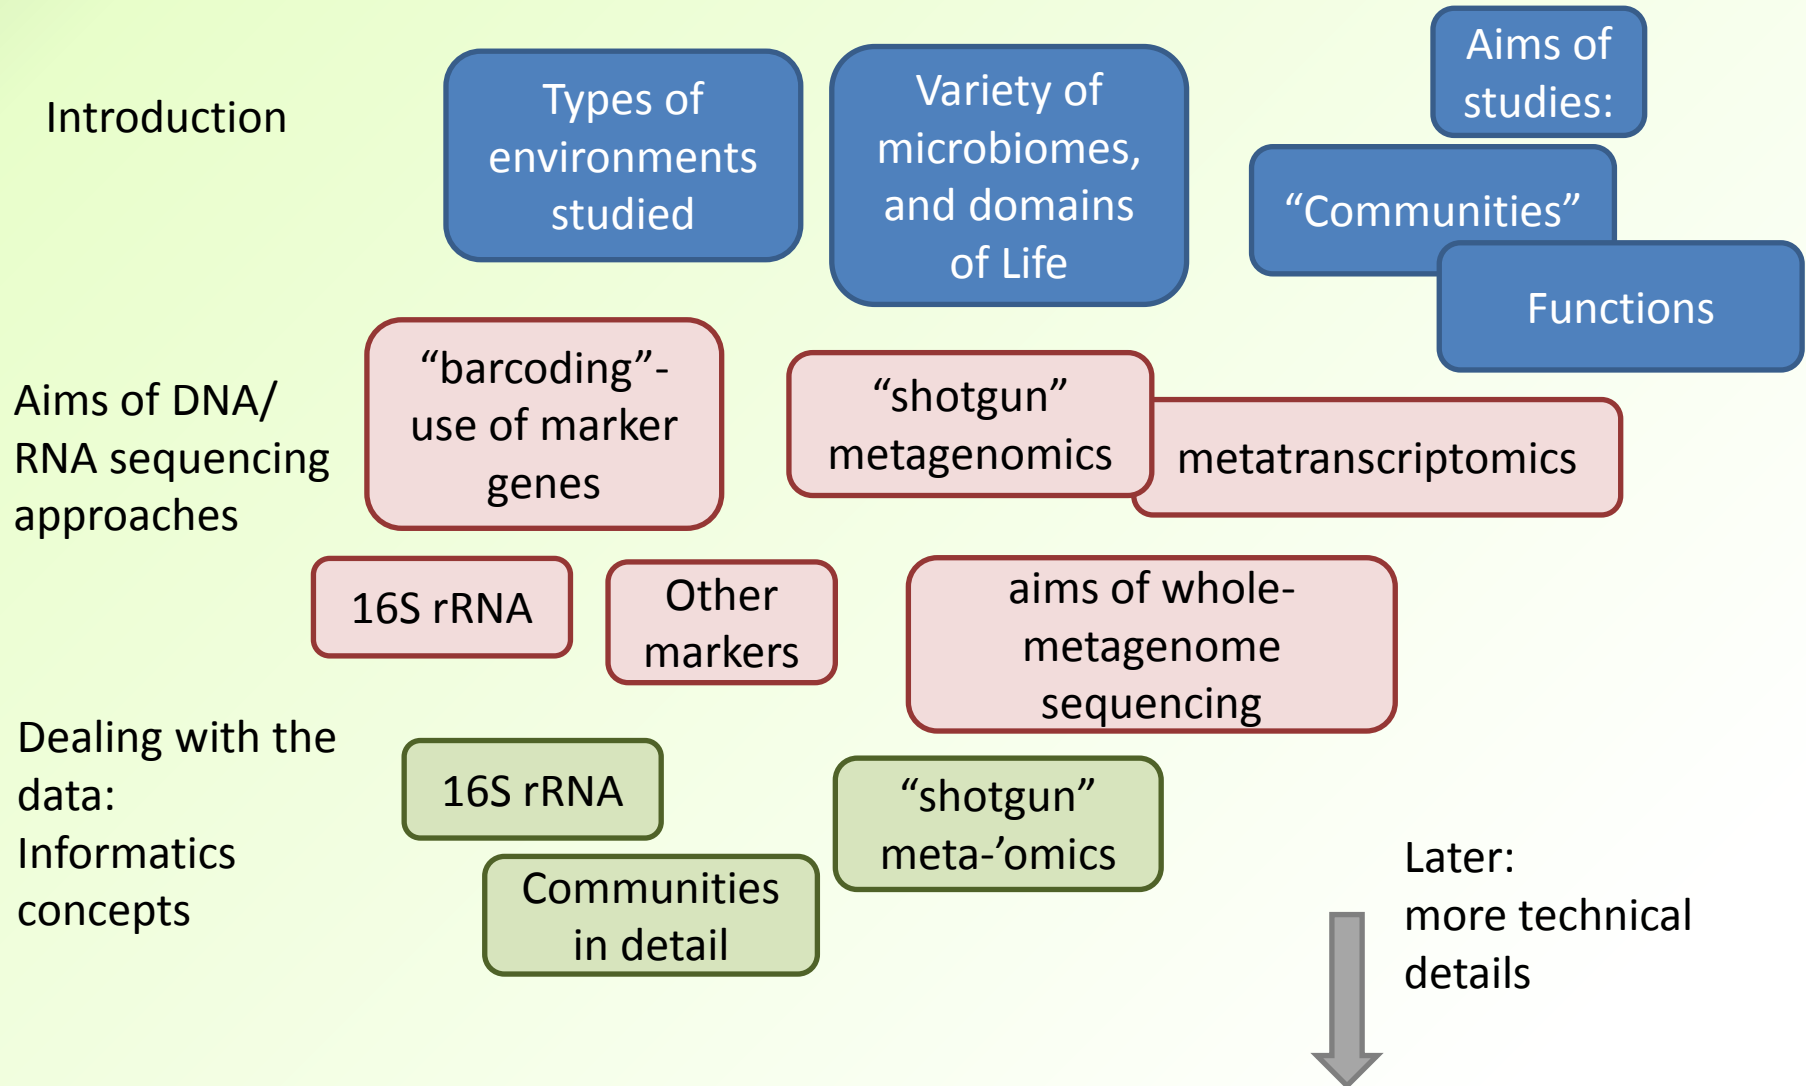 Introduction
Types of
environments
studied
Variety of
microbiomes,
and domains
of Life
Aims of
studies:
“Communities”
Functions
Aims of DNA/
RNA sequencing
approaches
“barcoding”-
use of marker
genes
“shotgun”
metagenomics
metatranscriptomics
16S rRNA
Other
markers
aims of whole-
metagenome
sequencing
Dealing with the
data:
Informatics
concepts
16S rRNA
Communities
in detail
“shotgun”
meta-’omics
Later:
more technical
details